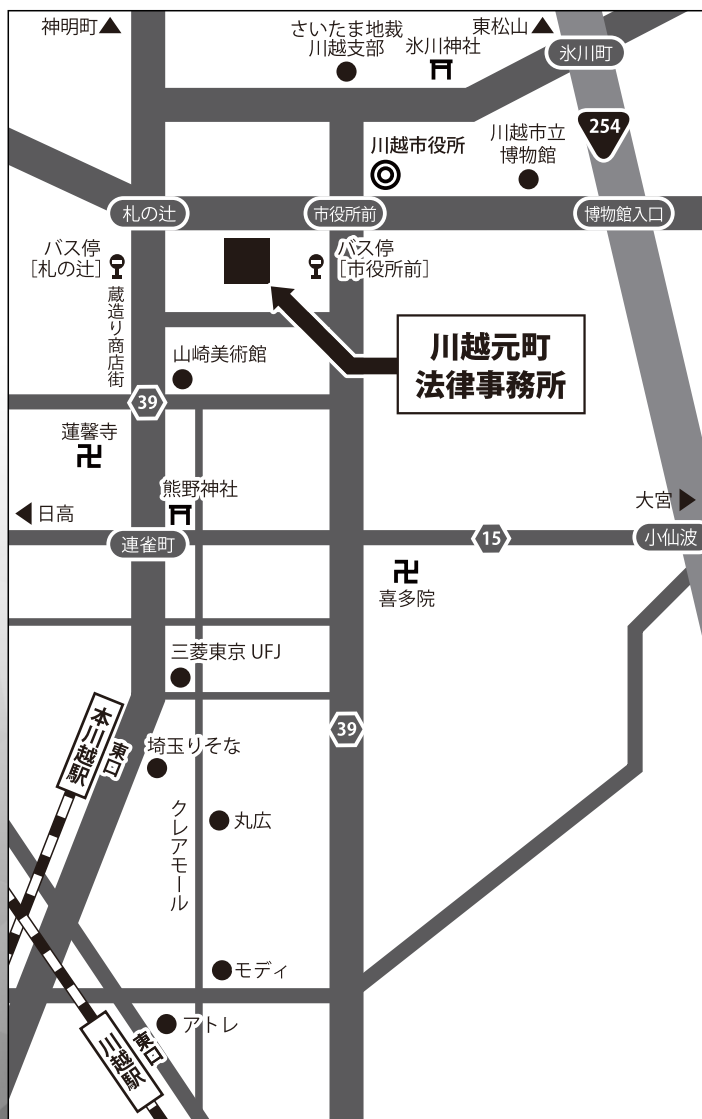 神明町▲
さいたま地裁
川越支部
氷川神社
東松山▲
氷川町
254
川越市役所
川越市立
博物館
札の辻
市役所前
博物館入口
バス停
[札の辻]
バス停
[市役所前]
蔵造り商店街
川越元町
法律事務所
山崎美術館
39
蓮馨寺
熊野神社
◀日高
大宮▶
連雀町
15
小仙波
喜多院
三菱東京 UFJ
39
本川越駅
東口
埼玉りそな
クレアモール
丸広
モディ
アトレ
川越駅
東口